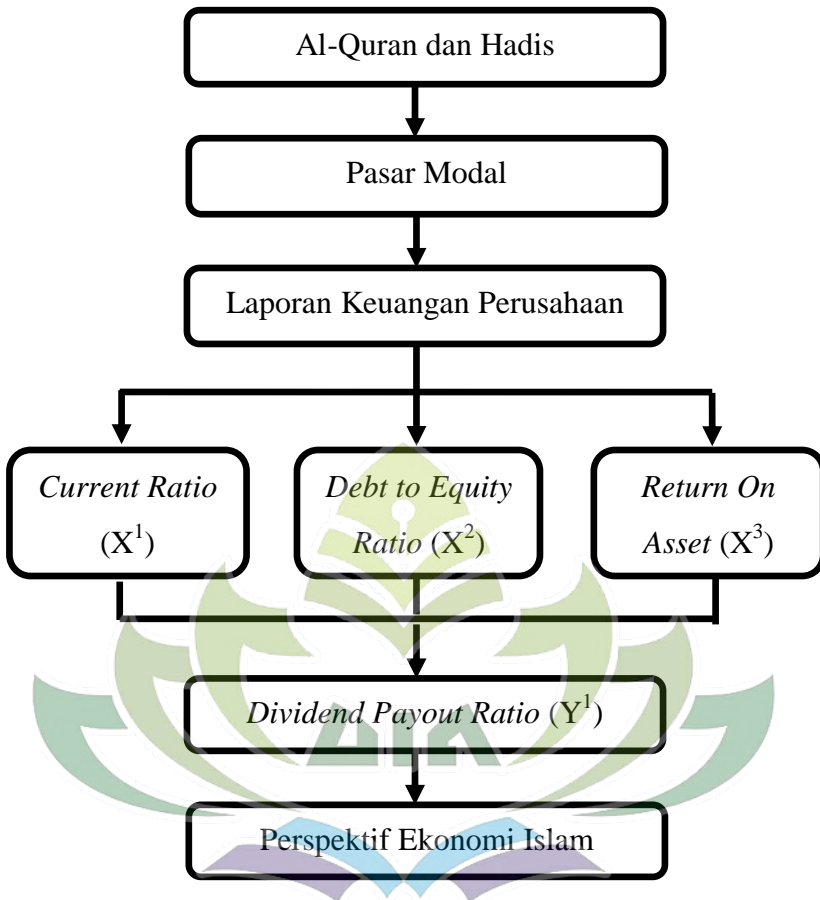 Al-Quran dan Hadis
Pasar Modal
Laporan Keuangan Perusahaan
Current Ratio
(X¹)
Debt to Equity
Ratio (X²)
Return On
Asset (X³)
Dividend Payout Ratio (Y¹)
Perspektif Ekonomi Islam